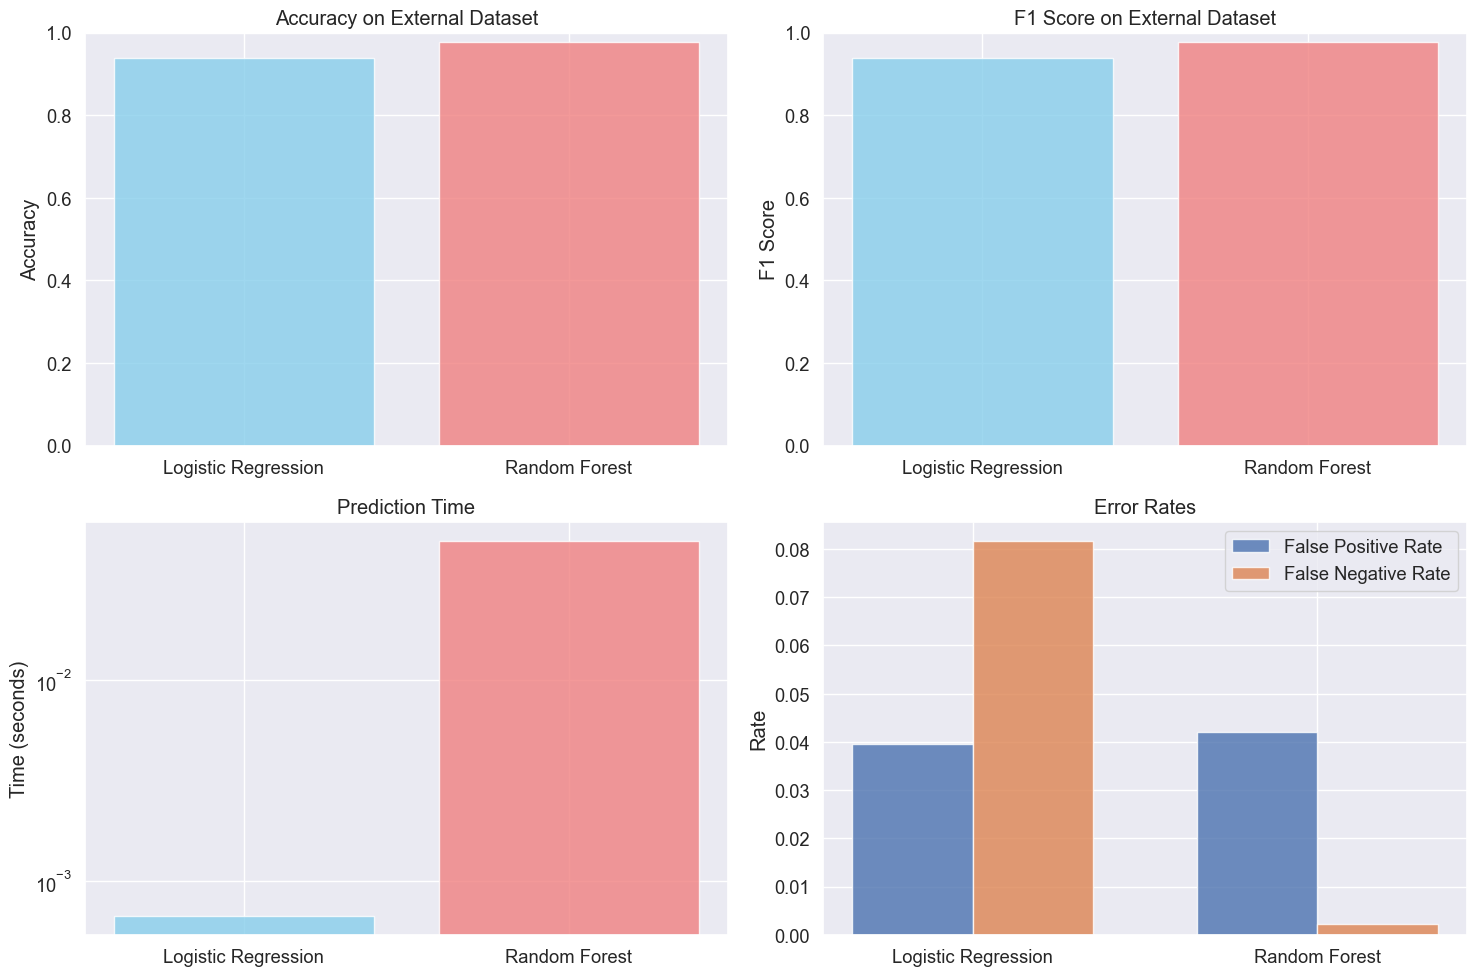 Accuracy on External Dataset
1.0
0.8
0.6
0.4
0.2
0.0
Accuracy
Logistic Regression
Random Forest
F1 Score on External Dataset
1.0
0.8
0.6
0.4
0.2
0.0
F1 Score
Logistic Regression
Random Forest
Prediction Time
10⁻²
10⁻³
Time (seconds)
Logistic Regression
Random Forest
Error Rates
False Positive Rate
False Negative Rate
0.08
0.07
0.06
0.05
0.04
0.03
0.02
0.01
0.00
Rate
Logistic Regression
Random Forest